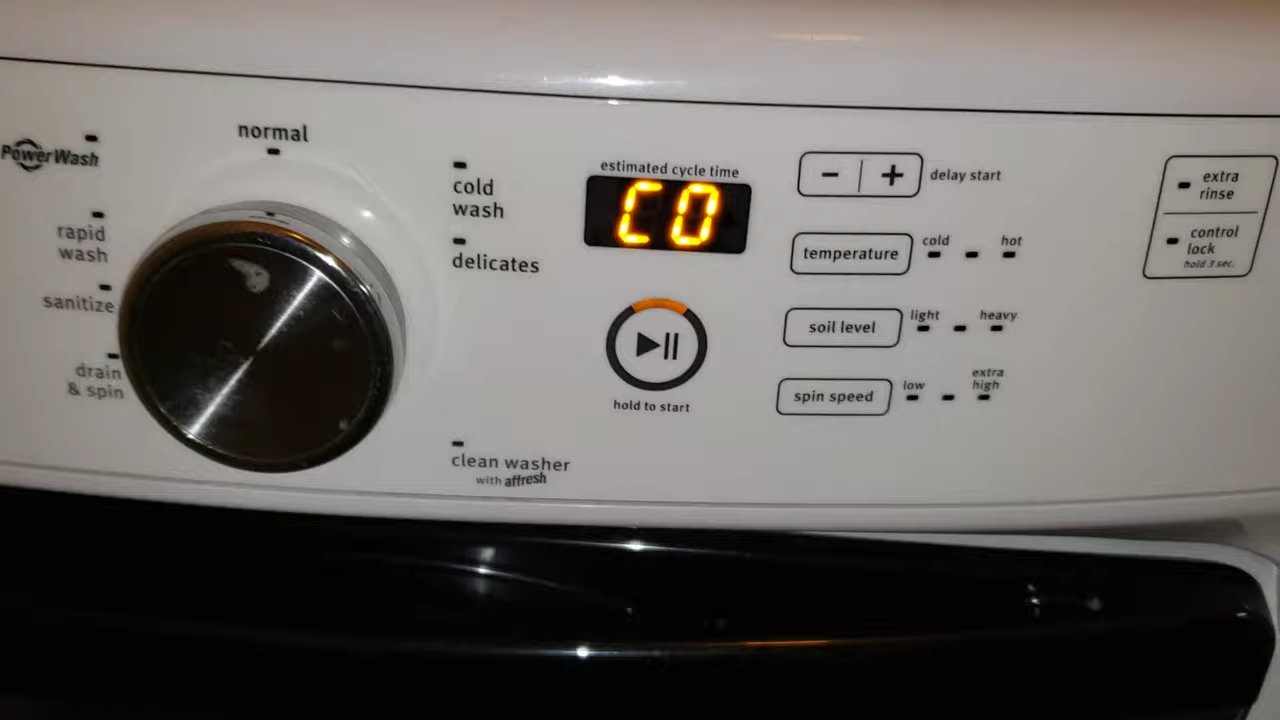 PowerWash
normal
rapid
wash
sanitize
drain
& spin
cold
wash
delicates
clean washer
with affresh
estimated cycle time
C0
hold to start
− + delay start
temperature cold hot
soil level light heavy
spin speed low extra
high
extra
rinse
control
lock
hold 3 sec.